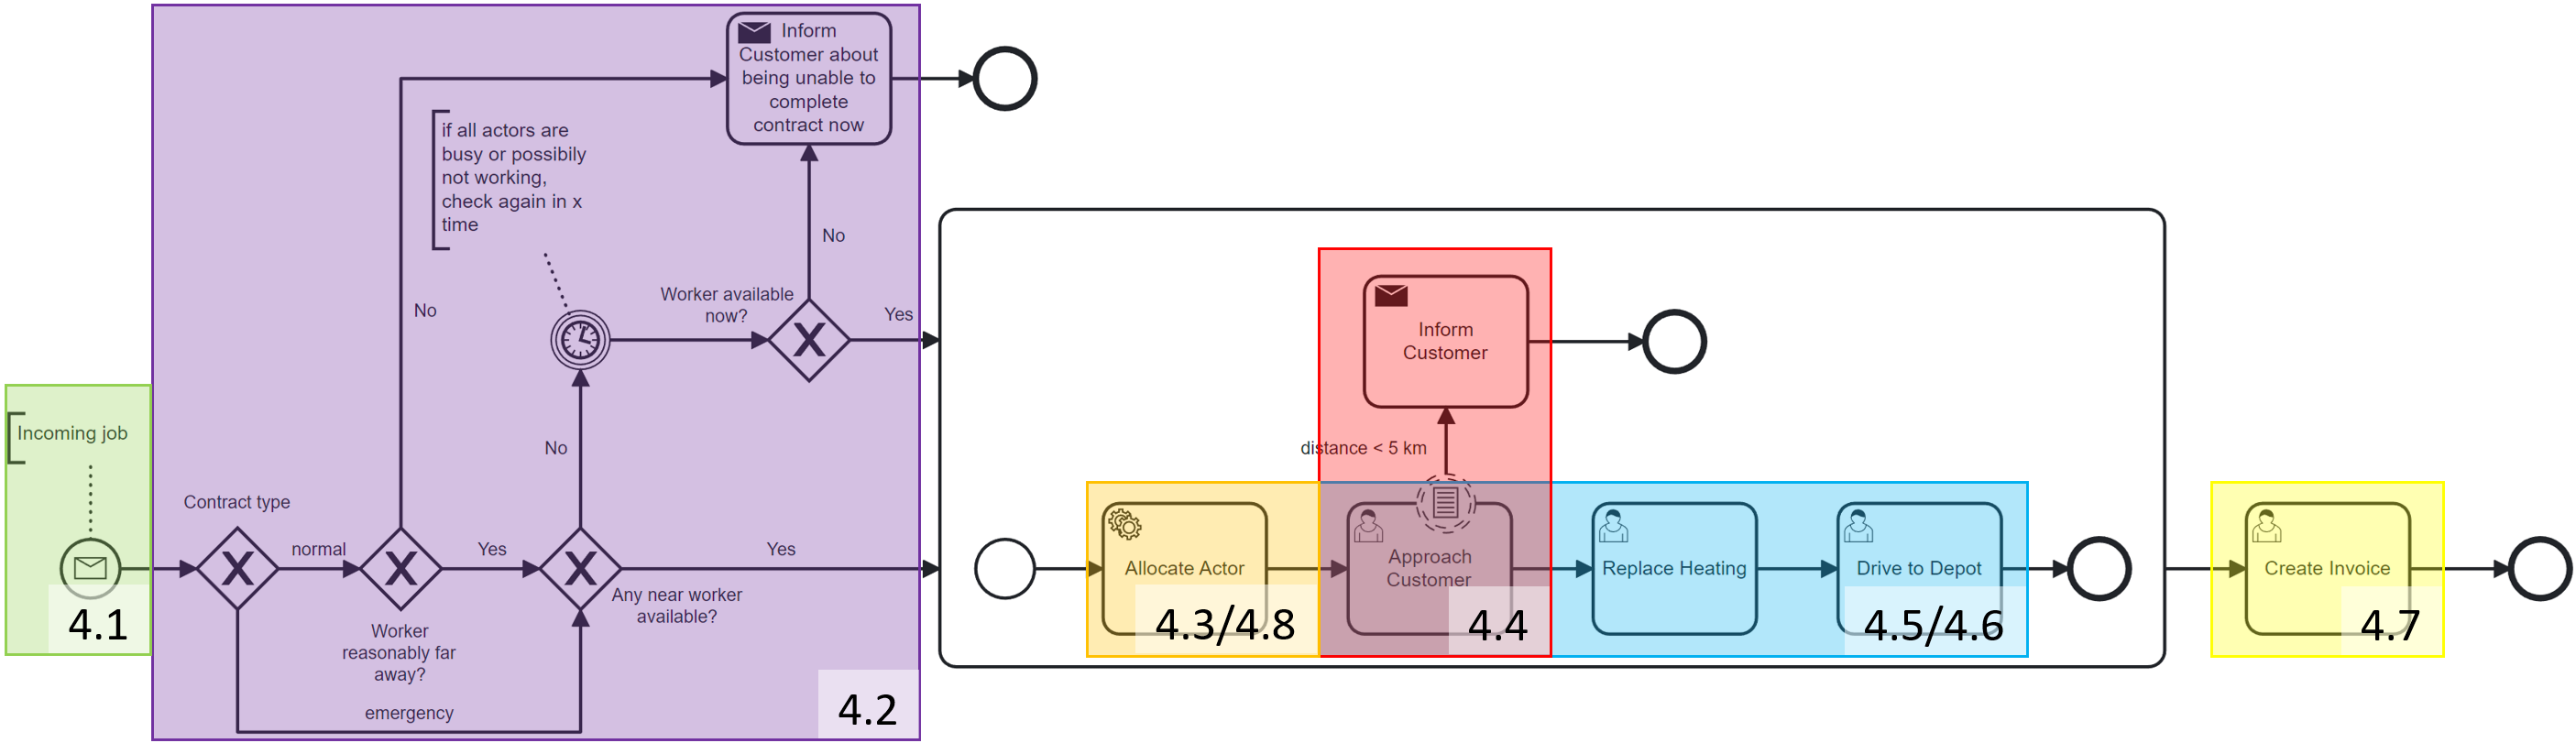 Inform
Customer about
being unable to
complete
contract now
if all actors are
busy or possibily
not working,
check again in x
time
No
No
Worker available
now?
Yes
Inform
Customer
Incoming job
No
distance < 5 km
Contract type
normal
Yes
Yes
Any near worker
available?
Worker
reasonably far
away?
emergency
Allocate Actor
Approach
Customer
Replace Heating
Drive to Depot
Create Invoice
4.1
4.2
4.3/4.8
4.4
4.5/4.6
4.7